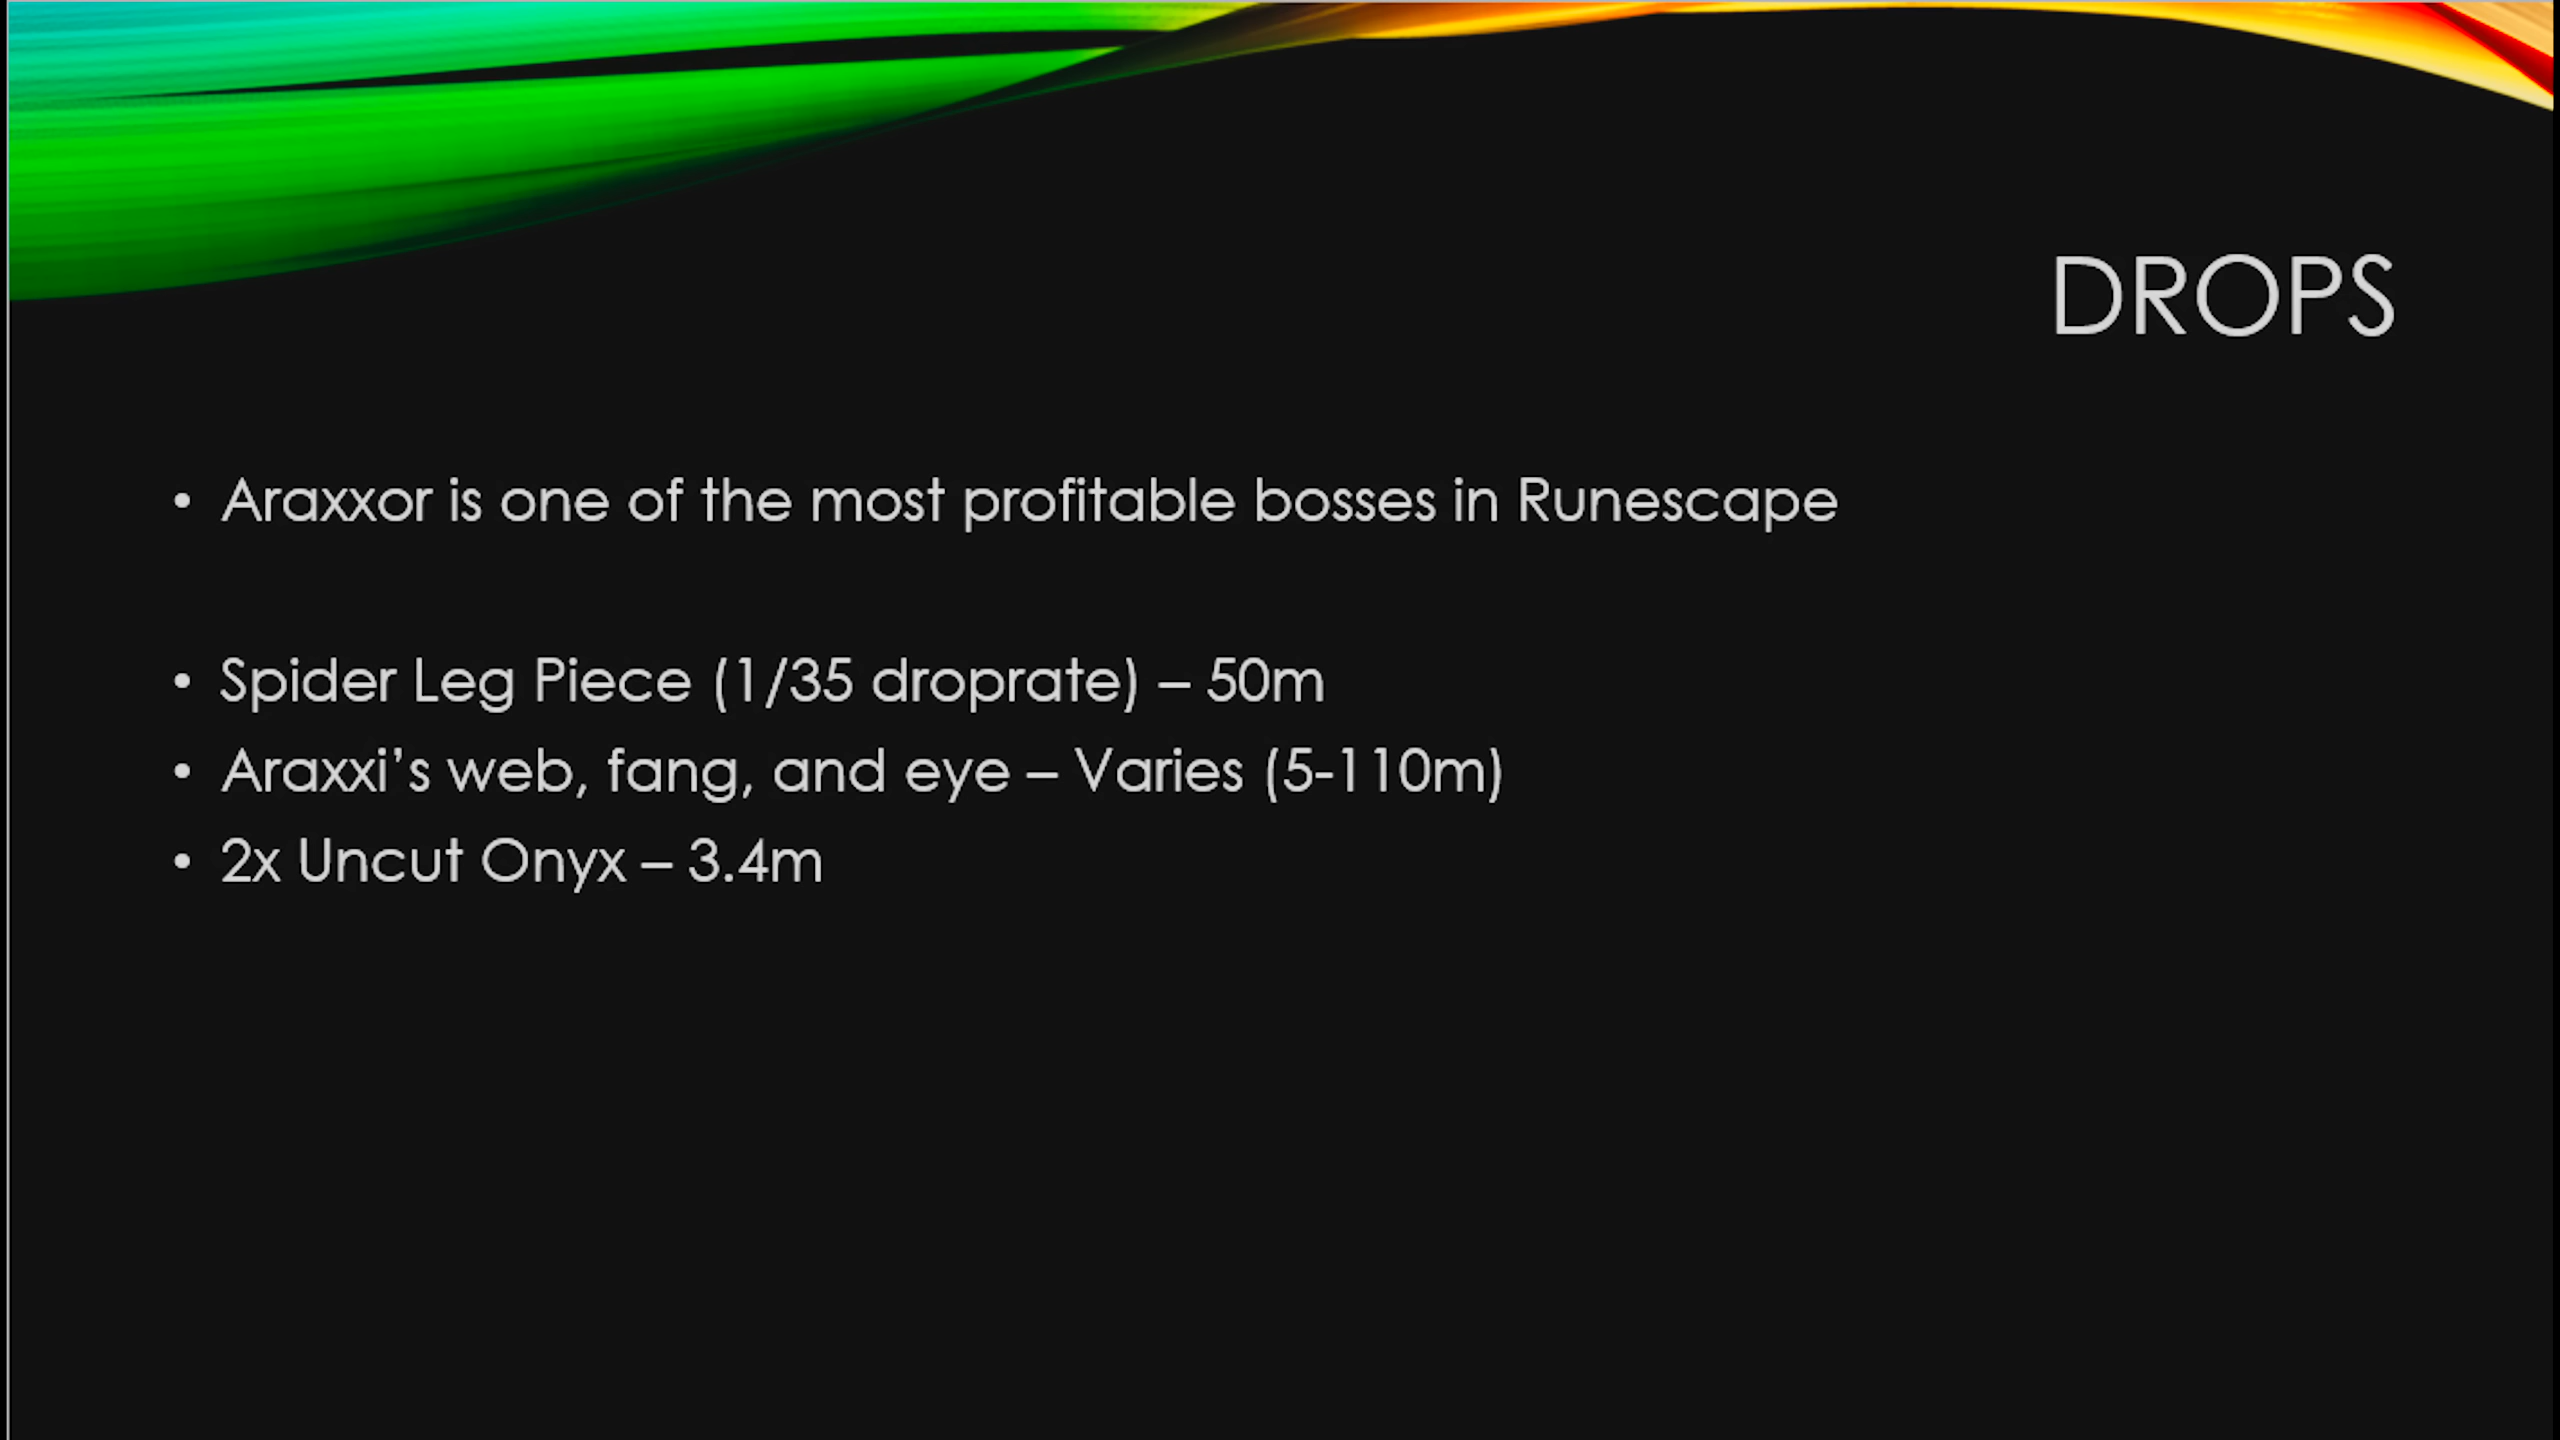 DROPS
• Araxxor is one of the most profitable bosses in Runescape
• Spider Leg Piece (1/35 droprate) – 50m
• Araxxi’s web, fang, and eye – Varies (5-110m)
• 2x Uncut Onyx – 3.4m